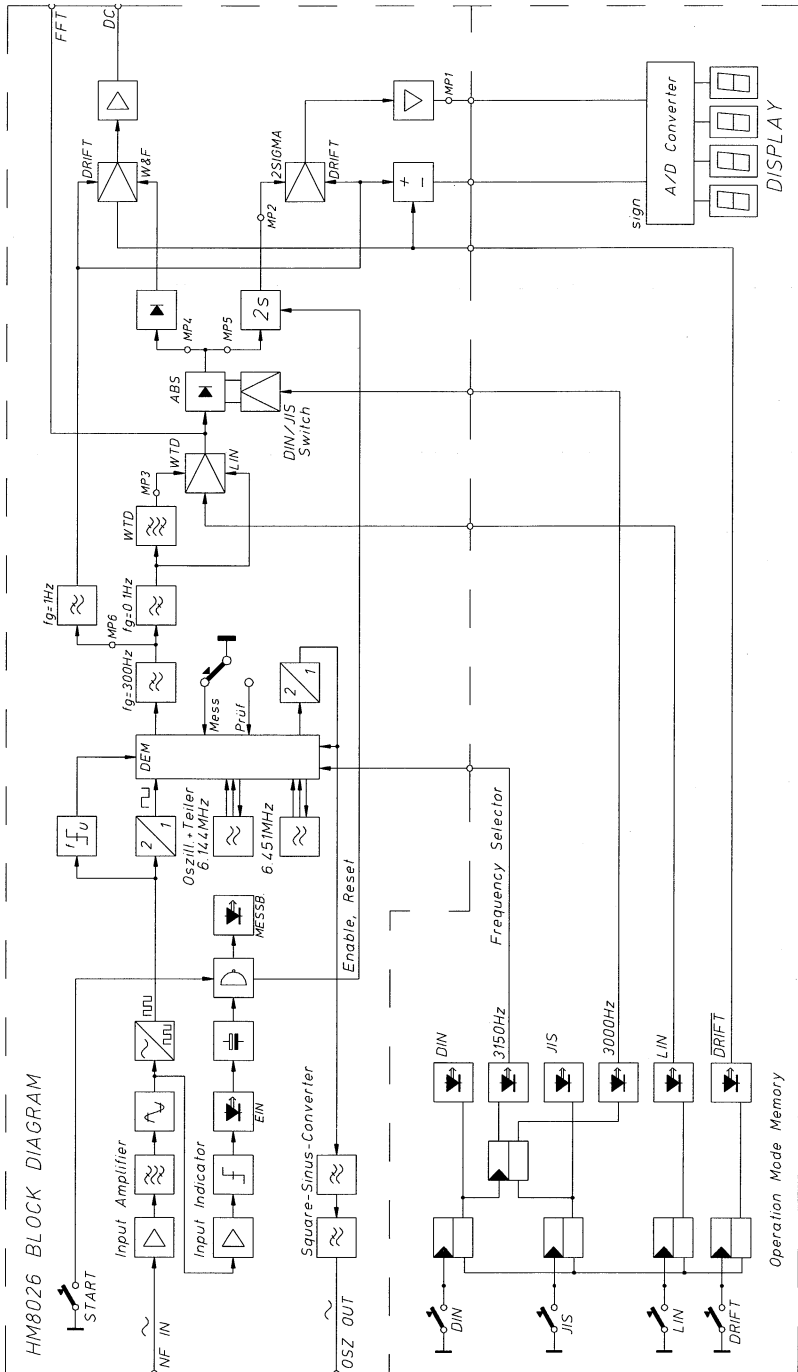 HM8026 BLOCK DIAGRAM
START
NF IN
~
Input Amplifier
Input Indicator
EIN
MESSB.
OSZ OUT
~
Square-Sinus-Converter
Enable, Reset
2
1
DEM
Oszill.+Teiler
6.144MHz
6.451MHz
Mess
Prüf
2
1
fg=300Hz
MP6
fg=1Hz
fg=0.1Hz
WTD
MP3
WTD
LIN
ABS
DIN/JIS
Switch
MP4
MP5
2s
MP2
DRIFT
W&F
2SIGMA
DRIFT
+
-
MP1
FFT
DC
sign
A/D Converter
DISPLAY
Frequency Selector
DIN
3150Hz
JIS
3000Hz
LIN
DRIFT
DIN
JIS
LIN
DRIFT
Operation Mode Memory